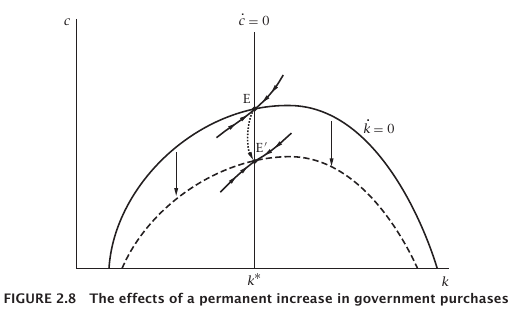 c
ċ = 0
E
k̇ = 0
E′
k*
k
FIGURE 2.8 The effects of a permanent increase in government purchases